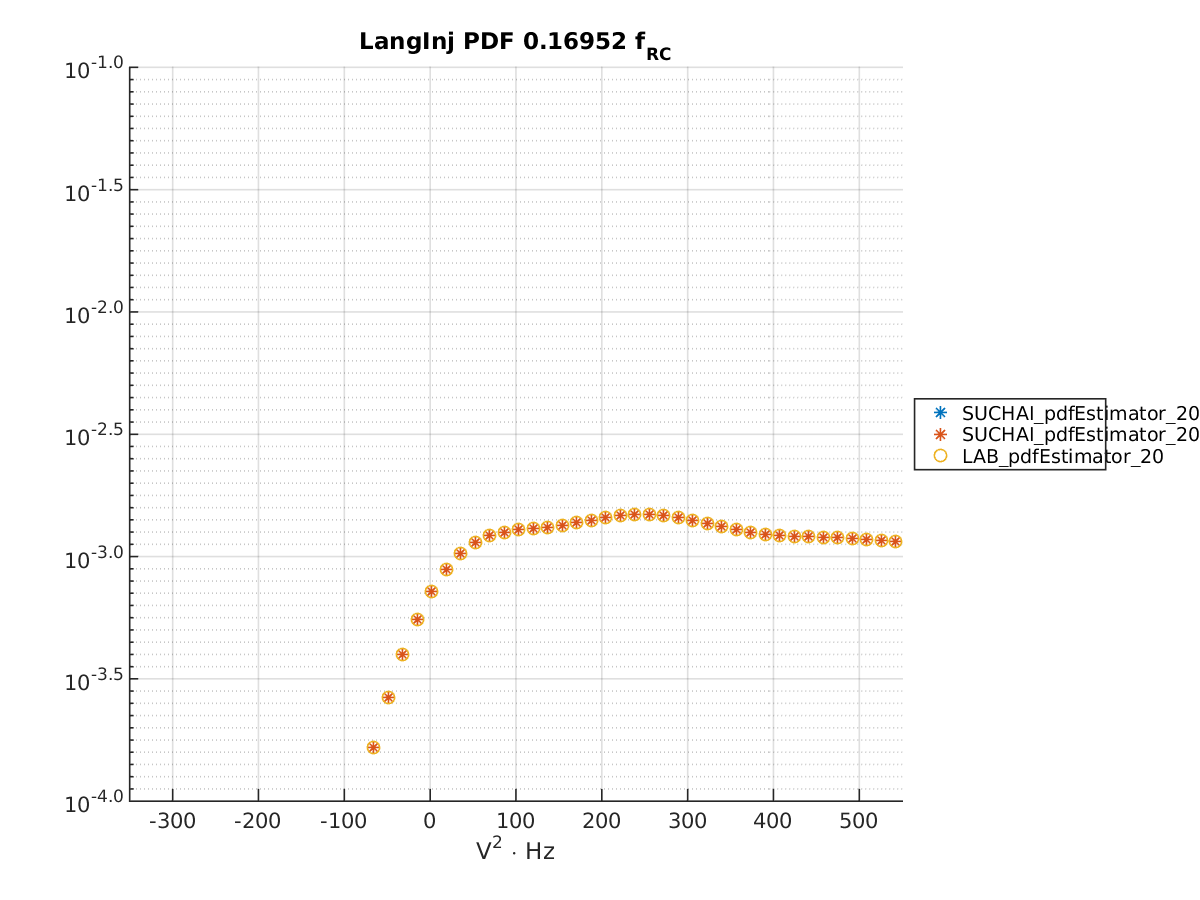 LangInj PDF 0.16952 f_RC
10^-1.0
10^-1.5
10^-2.0
10^-2.5
10^-3.0
10^-3.5
10^-4.0
-300 -200 -100 0 100 200 300 400 500
V^2 · Hz
SUCHAI_pdfEstimator_20
SUCHAI_pdfEstimator_20
LAB_pdfEstimator_20